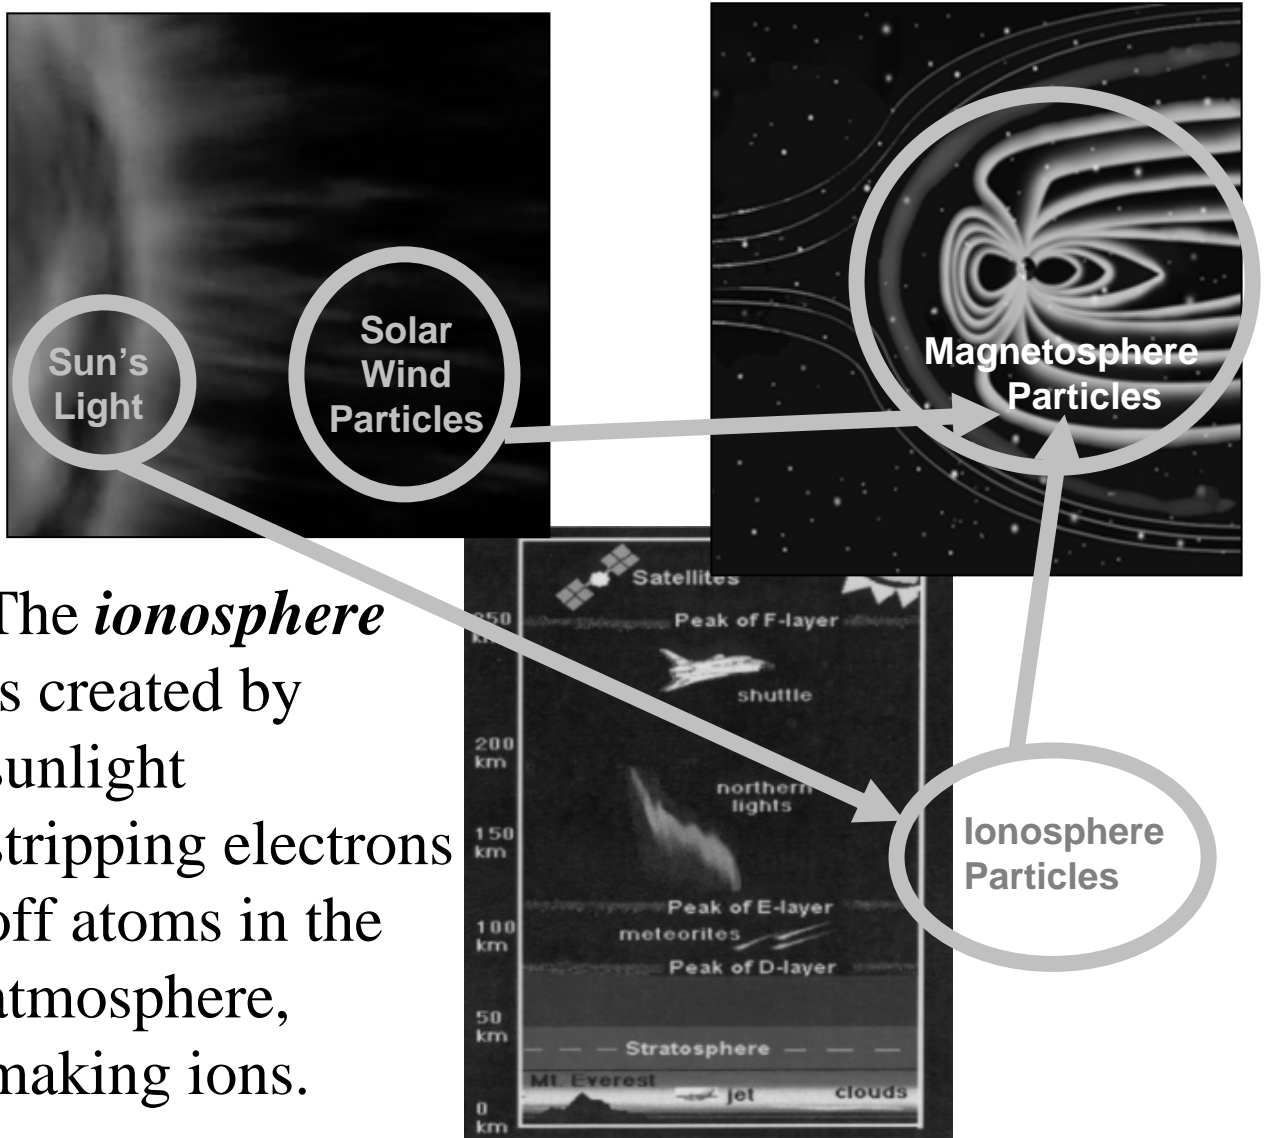 Sun’s
Light
Solar
Wind
Particles
Magnetosphere
Particles
The ionosphere
is created by
sunlight
stripping electrons
off atoms in the
atmosphere,
making ions.
Satellites
Peak of F-layer
shuttle
200
km
northern
lights
150
km
Peak of E-layer
100
km
meteorites
Peak of D-layer
50
km
Stratosphere
Mt. Everest
jet
clouds
0
km
Ionosphere
Particles